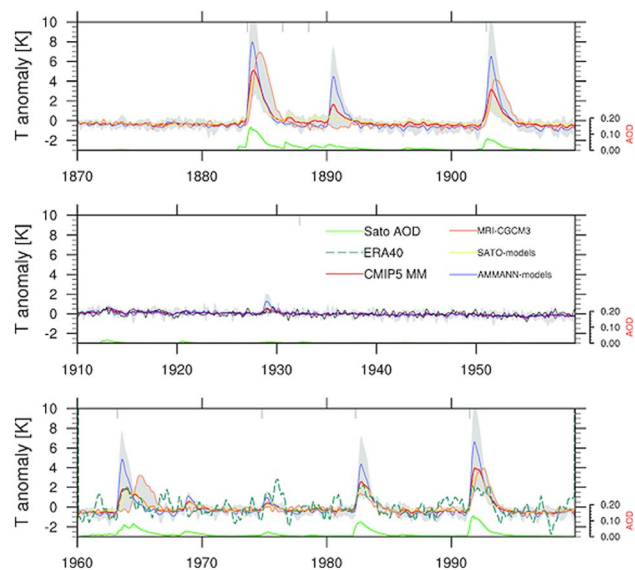 T anomaly [K]
10
8
6
4
2
0
-2
0.20
0.10
0.00
AOD
1870 1880 1890 1900
T anomaly [K]
10
8
6
4
2
0
-2
Sato AOD MRI-CGCM3
ERA40 SATO-models
CMIP5 MM AMMANN-models
0.20
0.10
0.00
AOD
1910 1920 1930 1940 1950
T anomaly [K]
10
8
6
4
2
0
-2
0.20
0.10
0.00
AOD
1960 1970 1980 1990